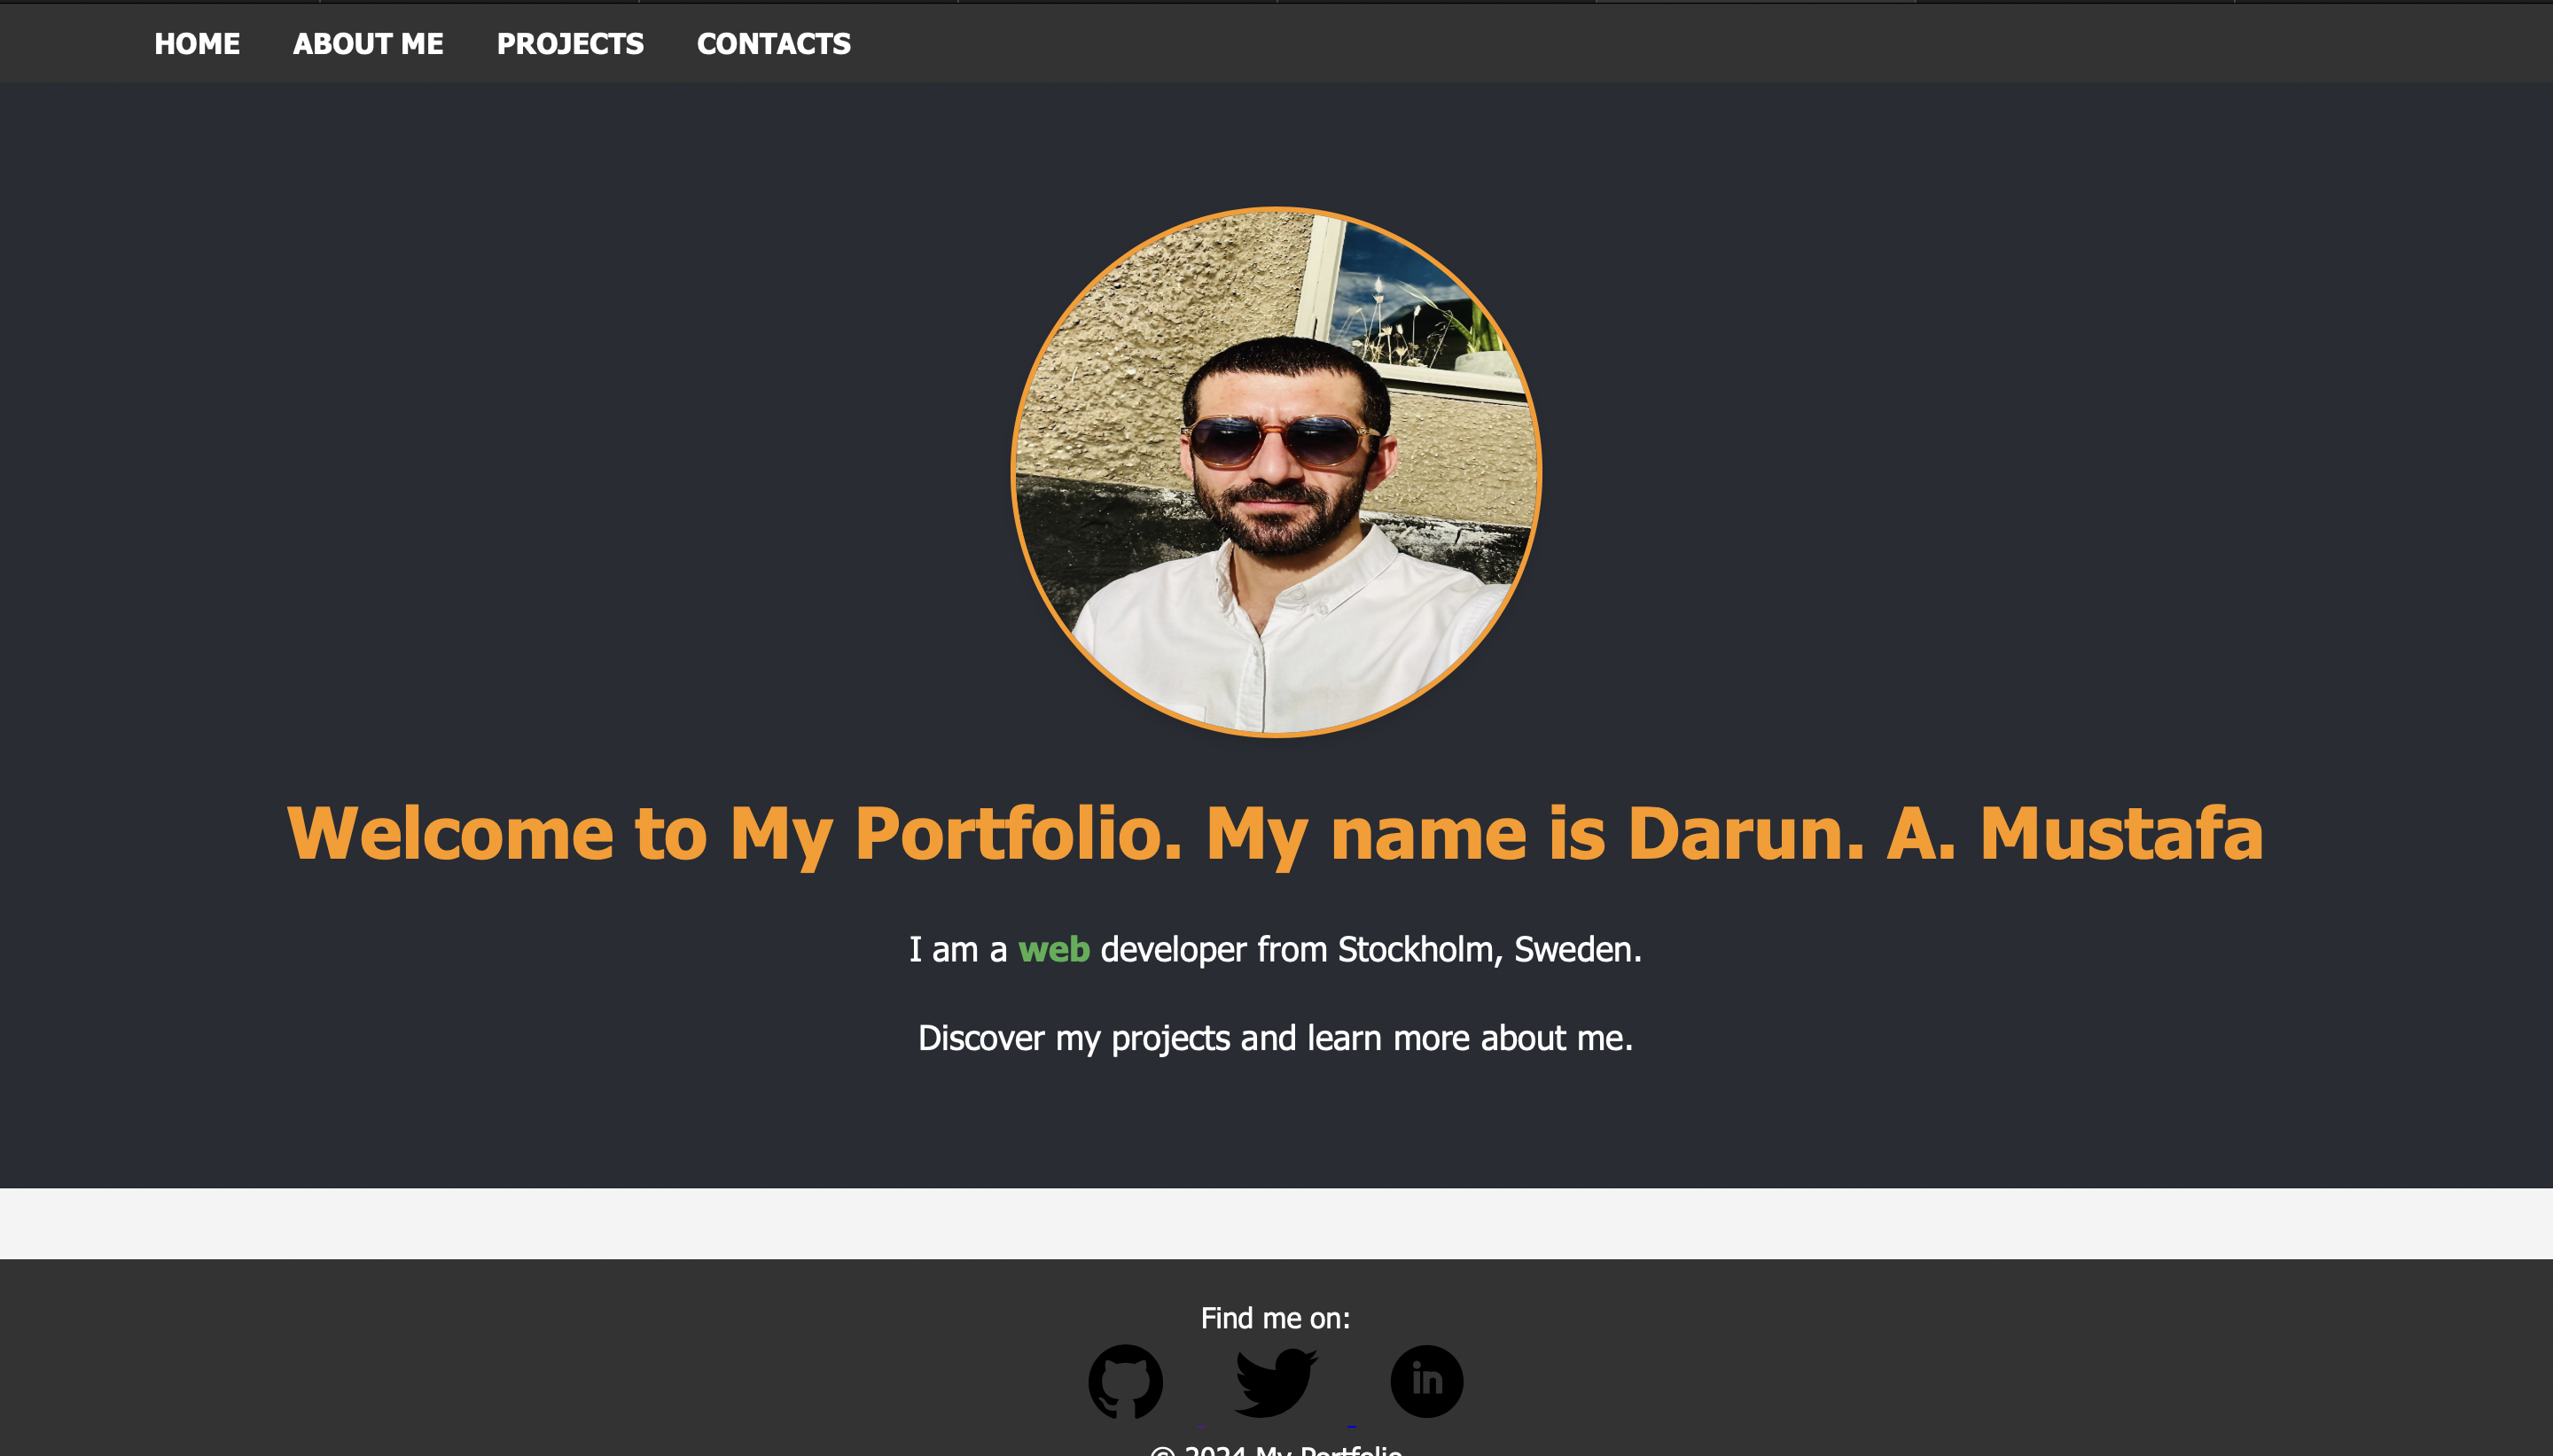 HOME ABOUT ME PROJECTS CONTACTS
Welcome to My Portfolio. My name is Darun. A. Mustafa
I am a web developer from Stockholm, Sweden.
Discover my projects and learn more about me.
Find me on:
in
© 2024 My Portfolio